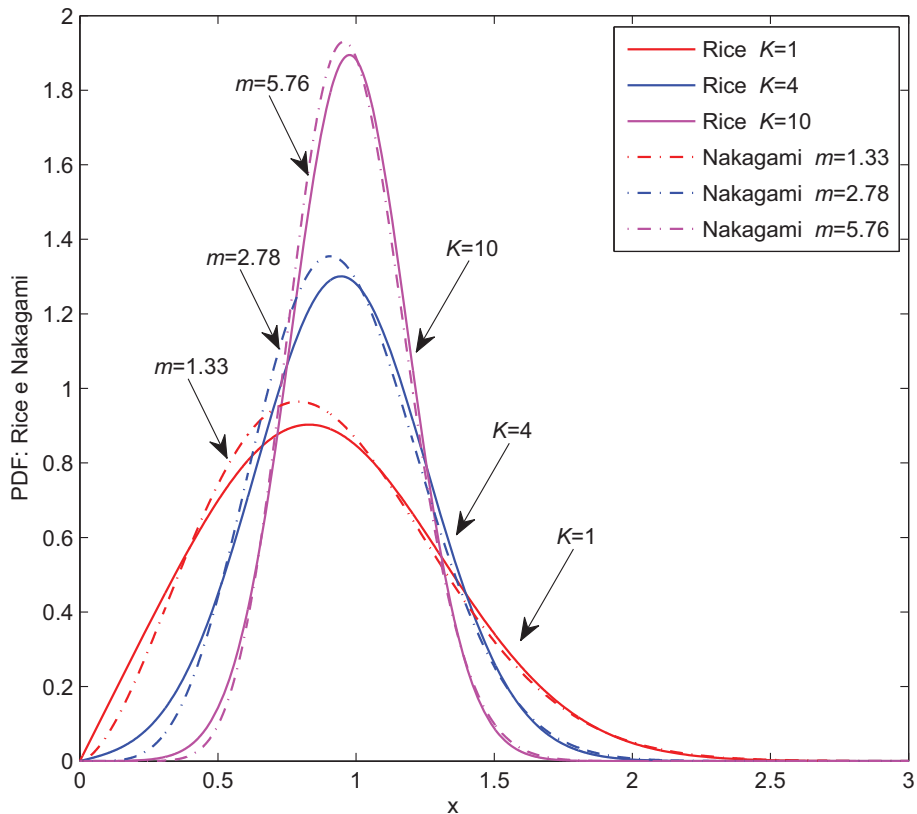 PDF: Rice e Nakagami
2
1.8
1.6
1.4
1.2
1
0.8
0.6
0.4
0.2
0
0
0.5
1
1.5
2
2.5
3
x
m=5.76
m=2.78
m=1.33
K=10
K=4
K=1
Rice K=1
Rice K=4
Rice K=10
Nakagami m=1.33
Nakagami m=2.78
Nakagami m=5.76